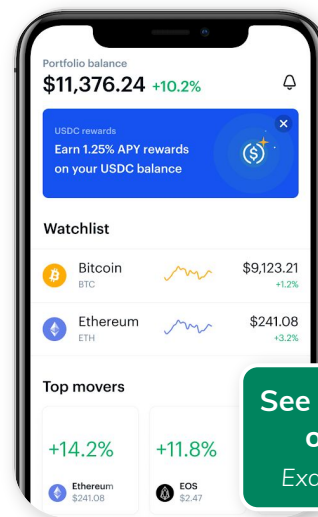 Portfolio balance
$11,376.24 +10.2%
USDC rewards
Earn 1.25% APY rewards
on your USDC balance
Watchlist
Bitcoin $9,123.21
BTC +1.2%
Ethereum $241.08
ETH +3.2%
Top movers
+14.2% +11.8%
Ethereum EOS
$241.08 $2.47
See